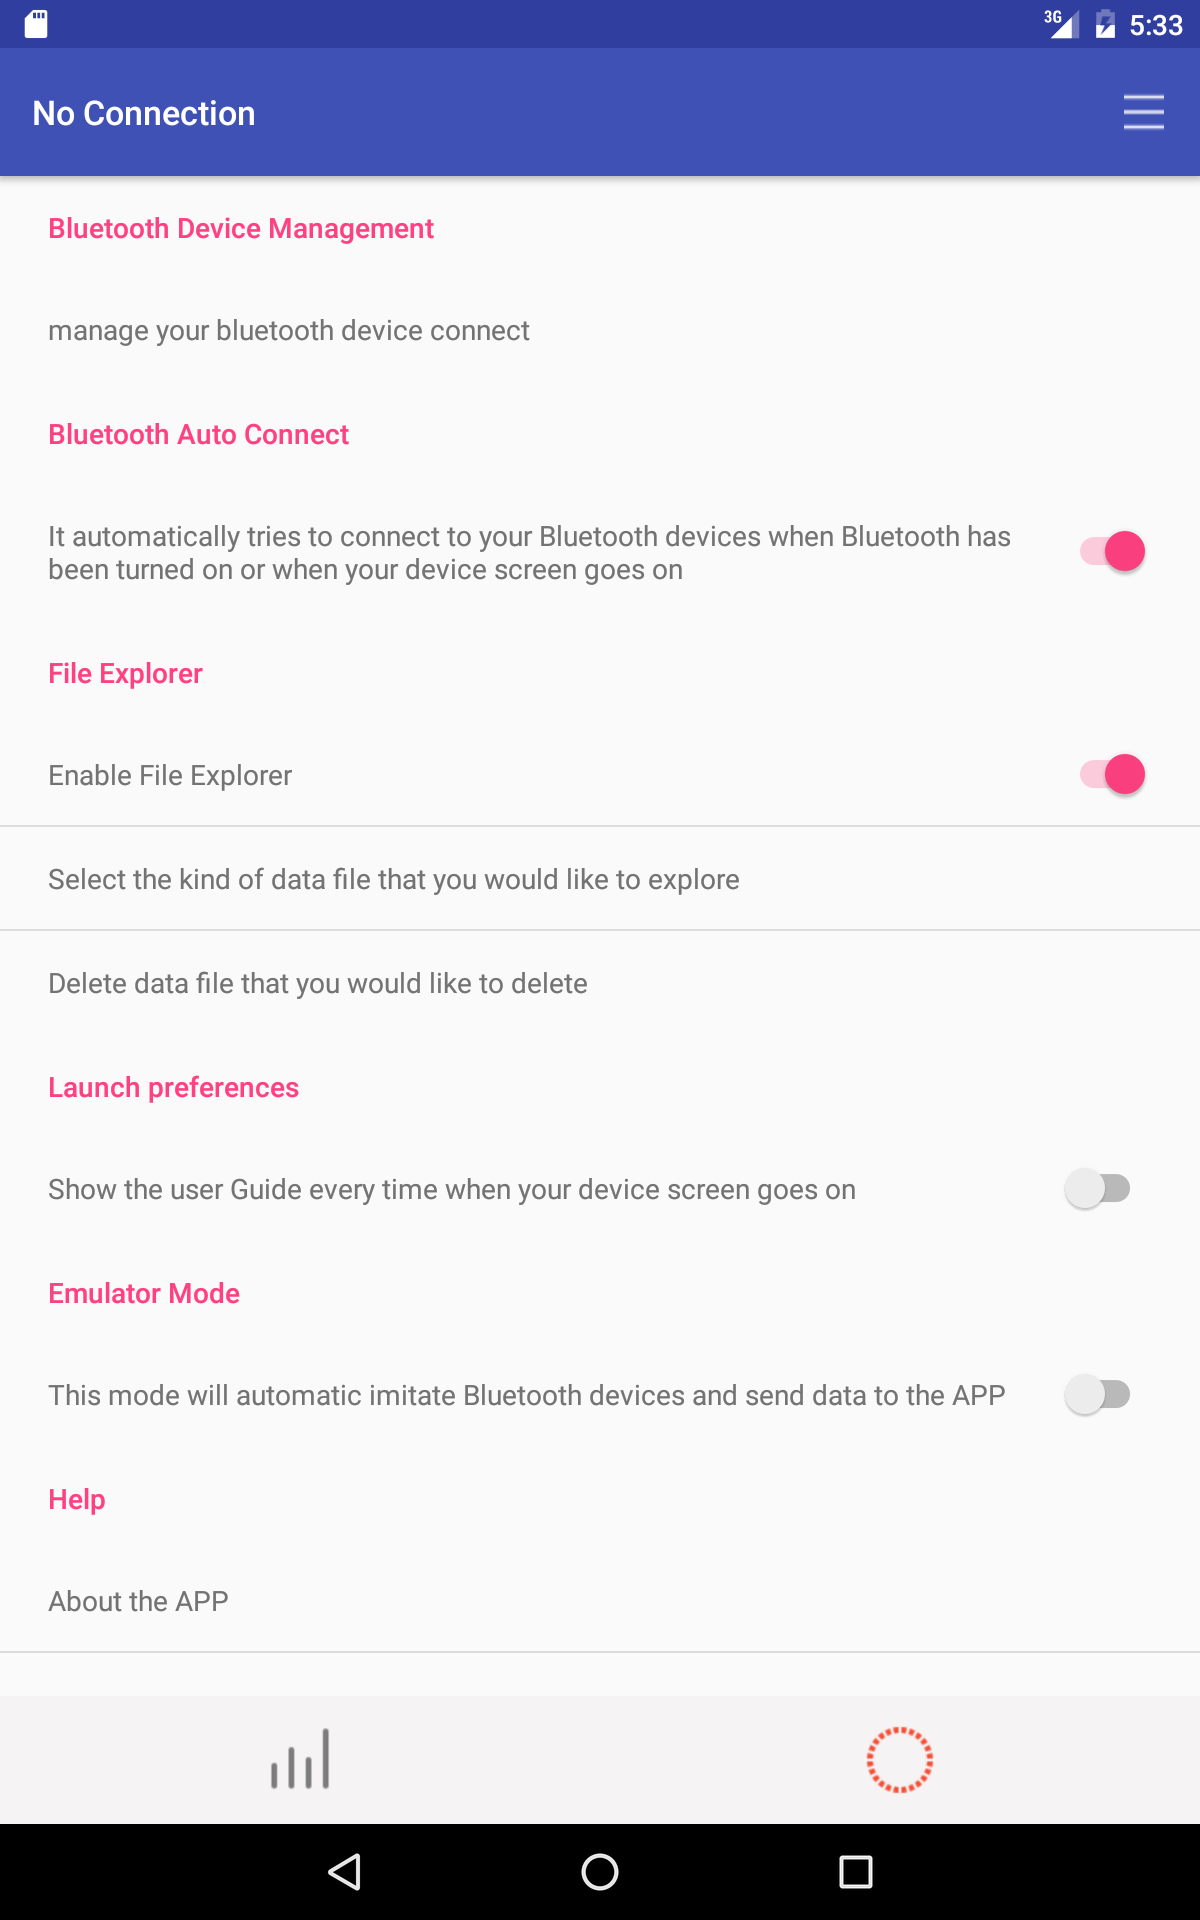 3G 5:33
No Connection
Bluetooth Device Management
manage your bluetooth device connect
Bluetooth Auto Connect
It automatically tries to connect to your Bluetooth devices when Bluetooth has
been turned on or when your device screen goes on
File Explorer
Enable File Explorer
Select the kind of data file that you would like to explore
Delete data file that you would like to delete
Launch preferences
Show the user Guide every time when your device screen goes on
Emulator Mode
This mode will automatic imitate Bluetooth devices and send data to the APP
Help
About the APP